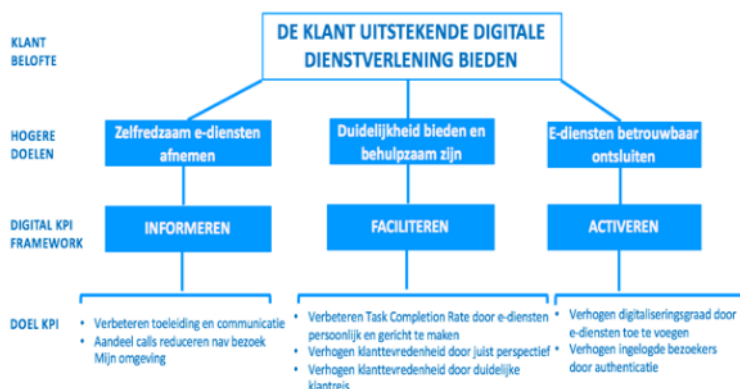 KLANT
BELOFTE
DE KLANT UITSTEKENDE DIGITALE
DIENSTVERLENING BIEDEN
HOGERE
DOELEN
Zelfredzaam e-diensten
afnemen
Duidelijkheid bieden en
behulpzaam zijn
E-diensten betrouwbaar
ontsluiten
DIGITAL KPI
FRAMEWORK
INFORMEREN
FACILITEREN
ACTIVEREN
DOEL KPI
• Verbeteren toeleiding en communicatie
• Aandeel calls reduceren nav bezoek
Mijn omgeving
• Verbeteren Task Completion Rate door e-diensten
persoonlijk en gericht te maken
• Verhogen klanttevredenheid door juist perspectief
• Verhogen klanttevredenheid door duidelijke
klantreis
• Verhogen digitaliseringsgraad door
e-diensten toe te voegen
• Verhogen ingelogde bezoekers
door authenticatie